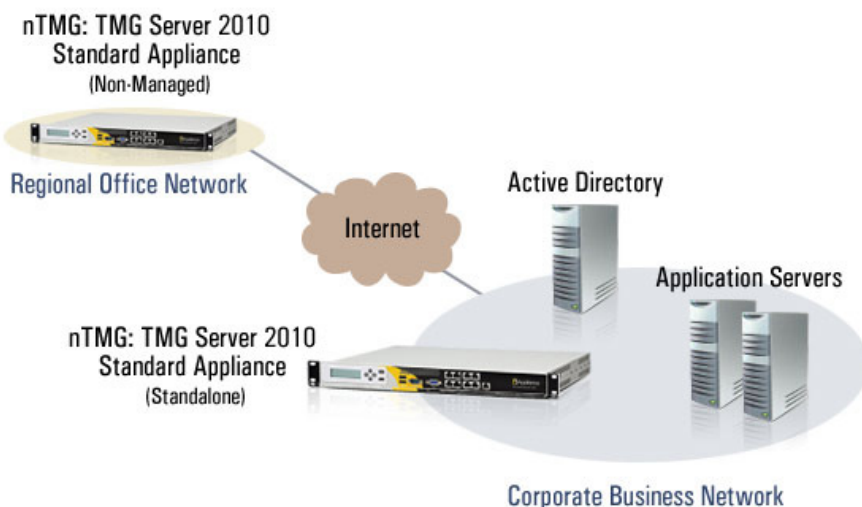 nTMG: TMG Server 2010
Standard Appliance
(Non-Managed)
Regional Office Network
Internet
Active Directory
Application Servers
nTMG: TMG Server 2010
Standard Appliance
(Standalone)
Corporate Business Network